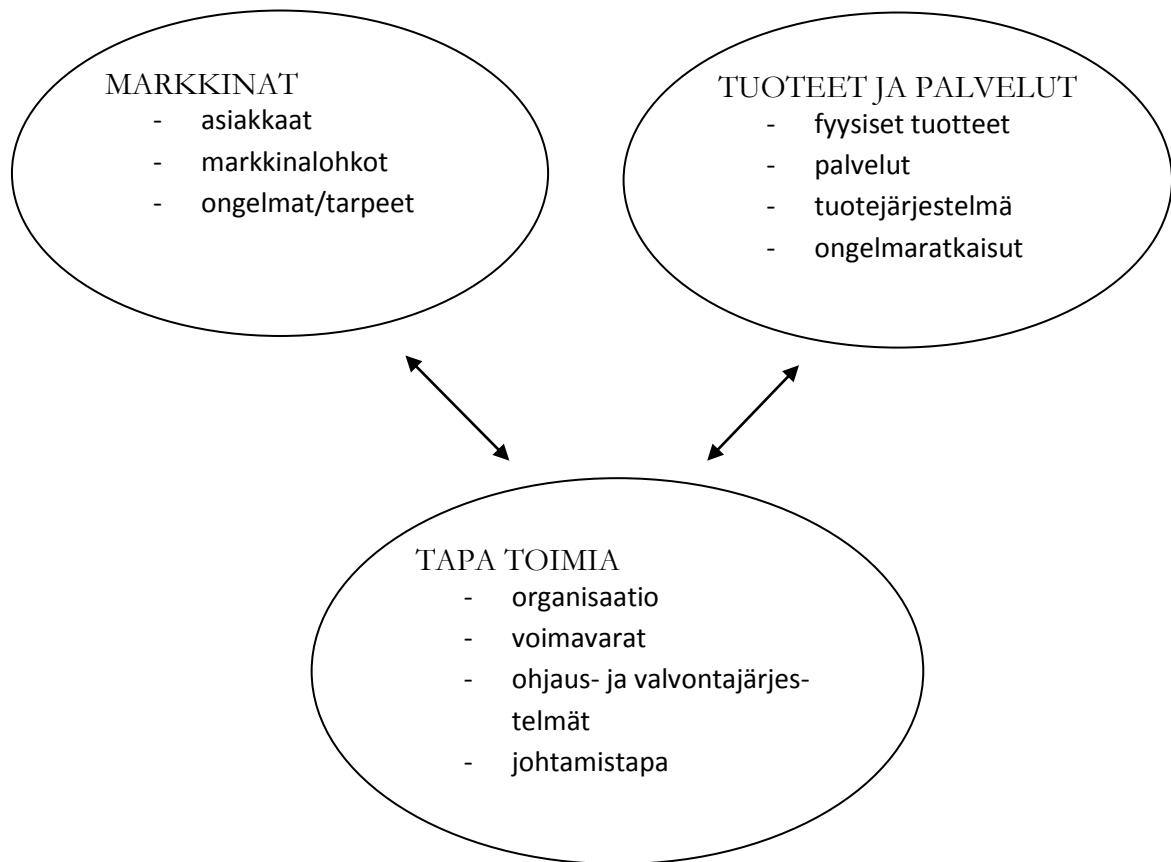 MARKKINAT
- asiakkaat
- markkinalohkot
- ongelmat/tarpeet
TUOTEET JA PALVELUT
- fyysiset tuotteet
- palvelut
- tuotejärjestelmä
- ongelmaratkaisut
TAPA TOIMIA
- organisaatio
- voimavarat
- ohjaus- ja valvontajärjes-
telmät
- johtamistapa